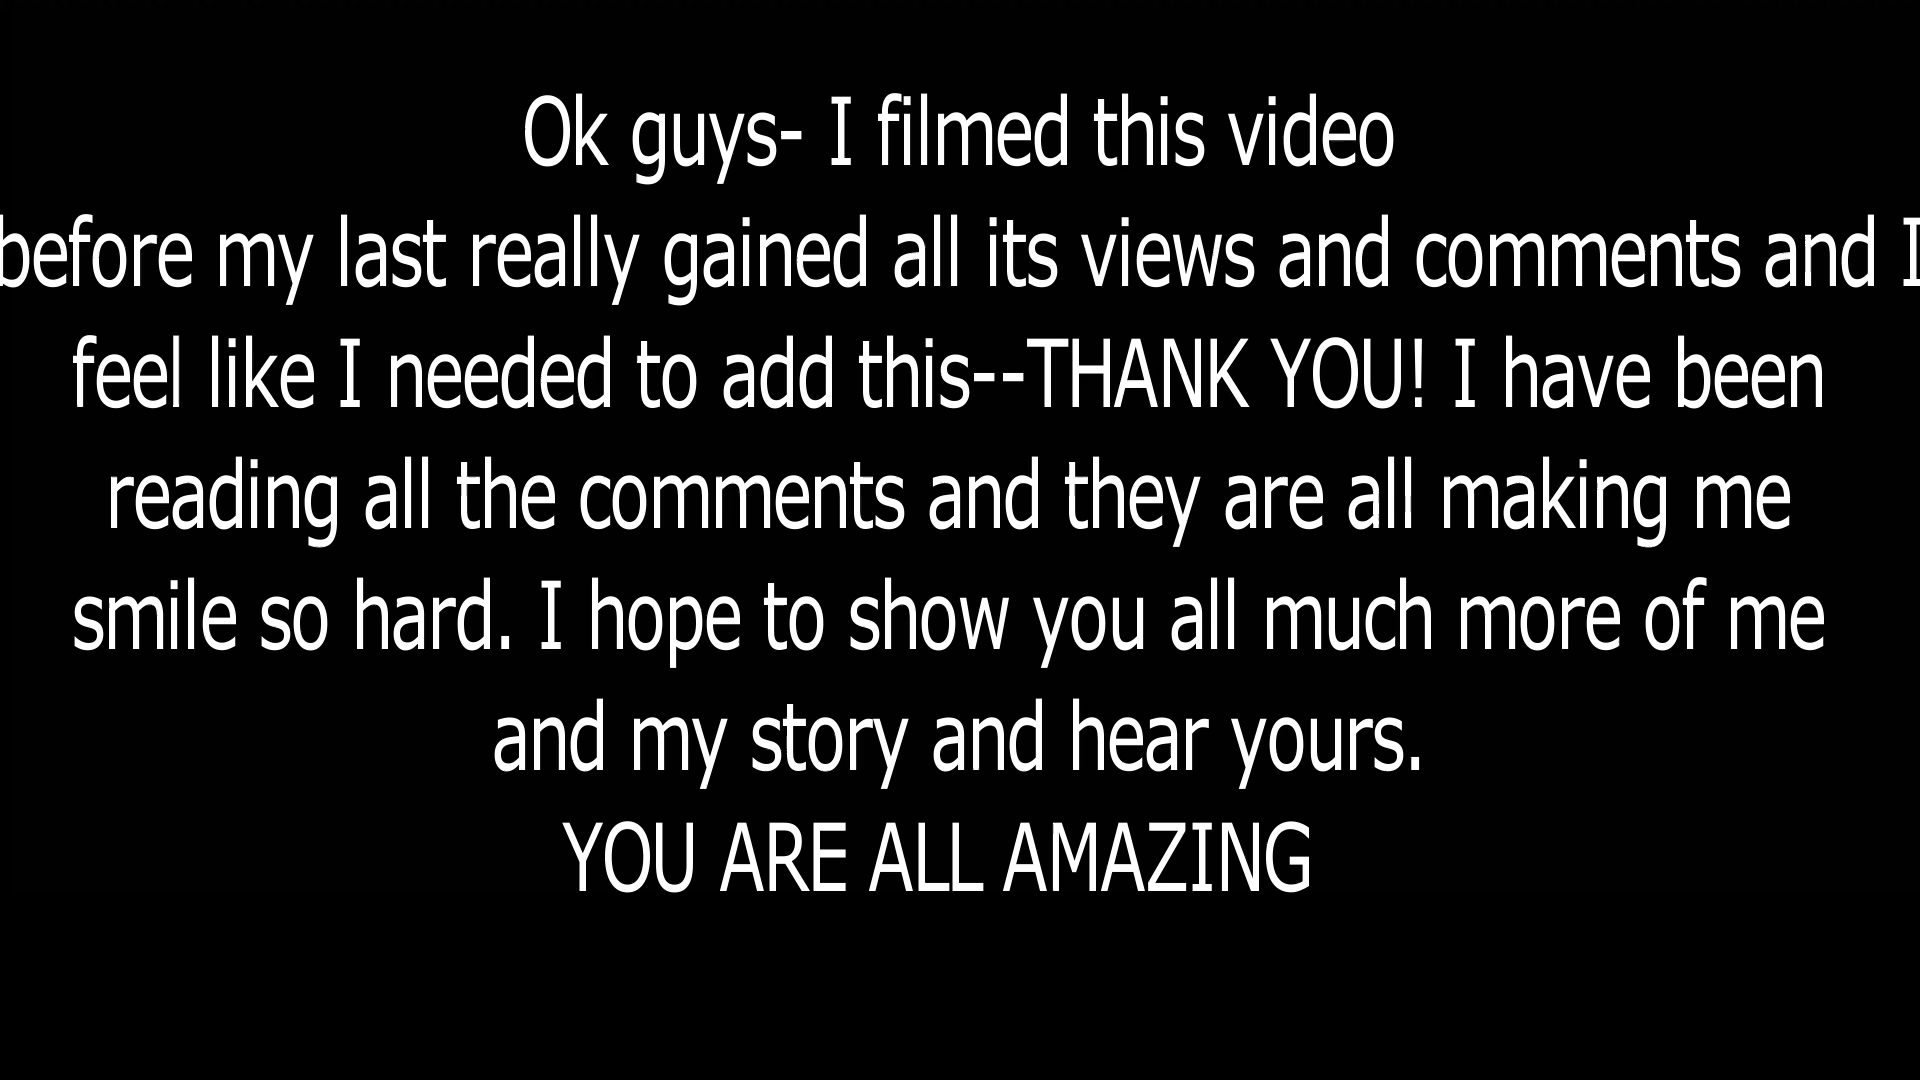 Ok guys- I filmed this video
before my last really gained all its views and comments and I
feel like I needed to add this--THANK YOU! I have been
reading all the comments and they are all making me
smile so hard. I hope to show you all much more of me
and my story and hear yours.
YOU ARE ALL AMAZING